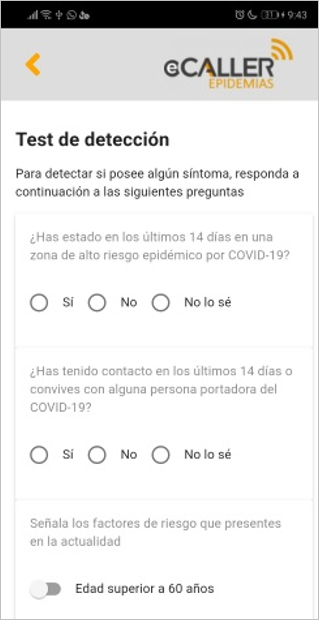 9:43
eCALLER
EPIDEMIAS
Test de detección
Para detectar si posee algún síntoma, responda a
continuación a las siguientes preguntas
¿Has estado en los últimos 14 días en una
zona de alto riesgo epidémico por COVID-19?
Sí No No lo sé
¿Has tenido contacto en los últimos 14 días o
convives con alguna persona portadora del
COVID-19?
Sí No No lo sé
Señala los factores de riesgo que presentes
en la actualidad
Edad superior a 60 años